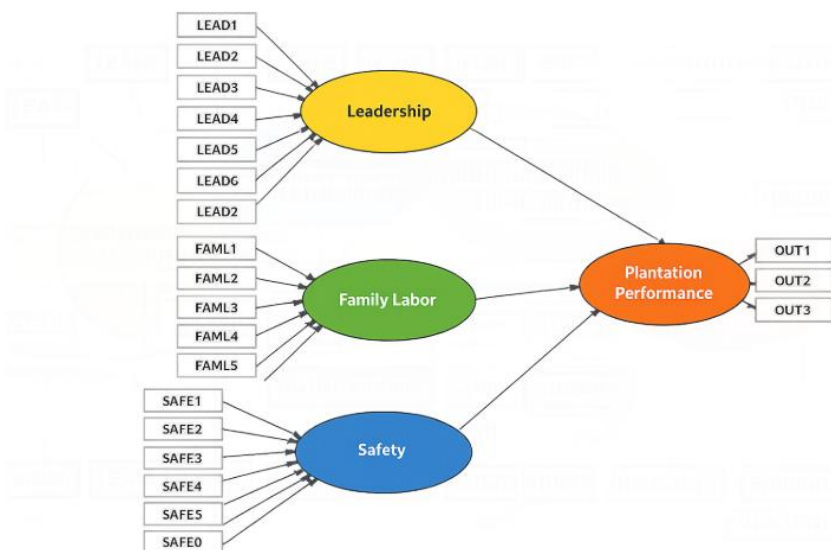 LEAD1
LEAD2
LEAD3
LEAD4
LEAD5
LEAD6
LEAD2
Leadership
FAML1
FAML2
FAML3
FAML4
FAML5
Family Labor
SAFE1
SAFE2
SAFE3
SAFE4
SAFE5
SAFE0
Safety
Plantation
Performance
OUT1
OUT2
OUT3